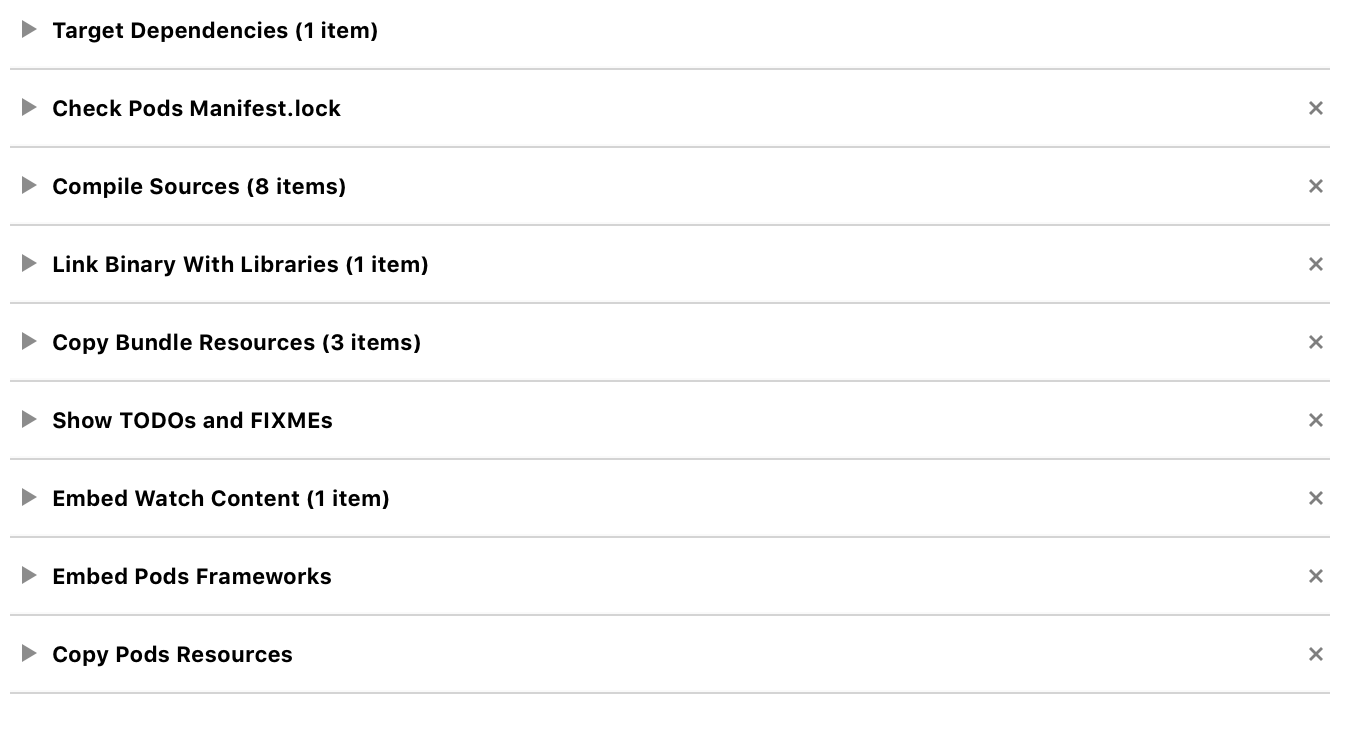 Target Dependencies (1 item)
Check Pods Manifest.lock
Compile Sources (8 items)
Link Binary With Libraries (1 item)
Copy Bundle Resources (3 items)
Show TODOs and FIXMEs
Embed Watch Content (1 item)
Embed Pods Frameworks
Copy Pods Resources